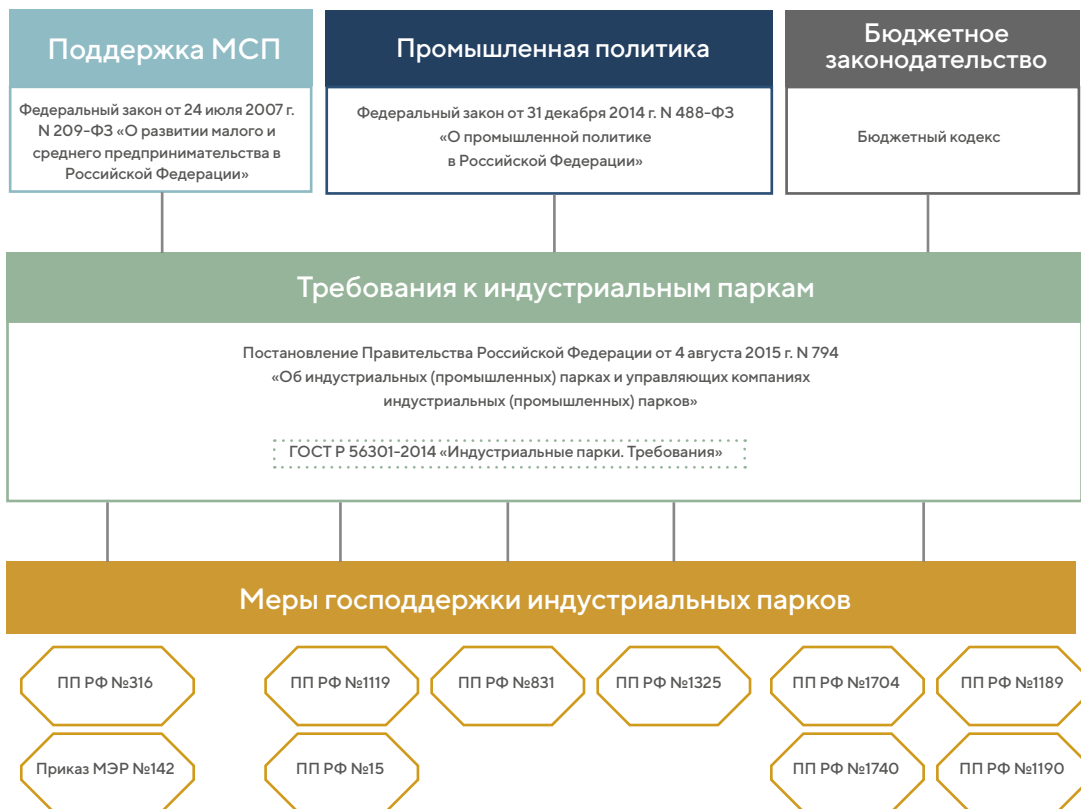 Поддержка МСП
Федеральный закон от 24 июля 2007 г.
N 209-ФЗ «О развитии малого и
среднего предпринимательства в
Российской Федерации»
Промышленная политика
Федеральный закон от 31 декабря 2014 г. N 488-ФЗ
«О промышленной политике
в Российской Федерации»
Бюджетное
законодательство
Бюджетный кодекс
Требования к индустриальным паркам
Постановление Правительства Российской Федерации от 4 августа 2015 г. N 794
«Об индустриальных (промышленных) парках и управляющих компаниях
индустриальных (промышленных) парков»
ГОСТ Р 56301-2014 «Индустриальные парки. Требования»
Меры господдержки индустриальных парков
ПП РФ №316
ПП РФ №1119
ПП РФ №831
ПП РФ №1325
ПП РФ №1704
ПП РФ №1189
Приказ МЭР №142
ПП РФ №15
ПП РФ №1740
ПП РФ №1190